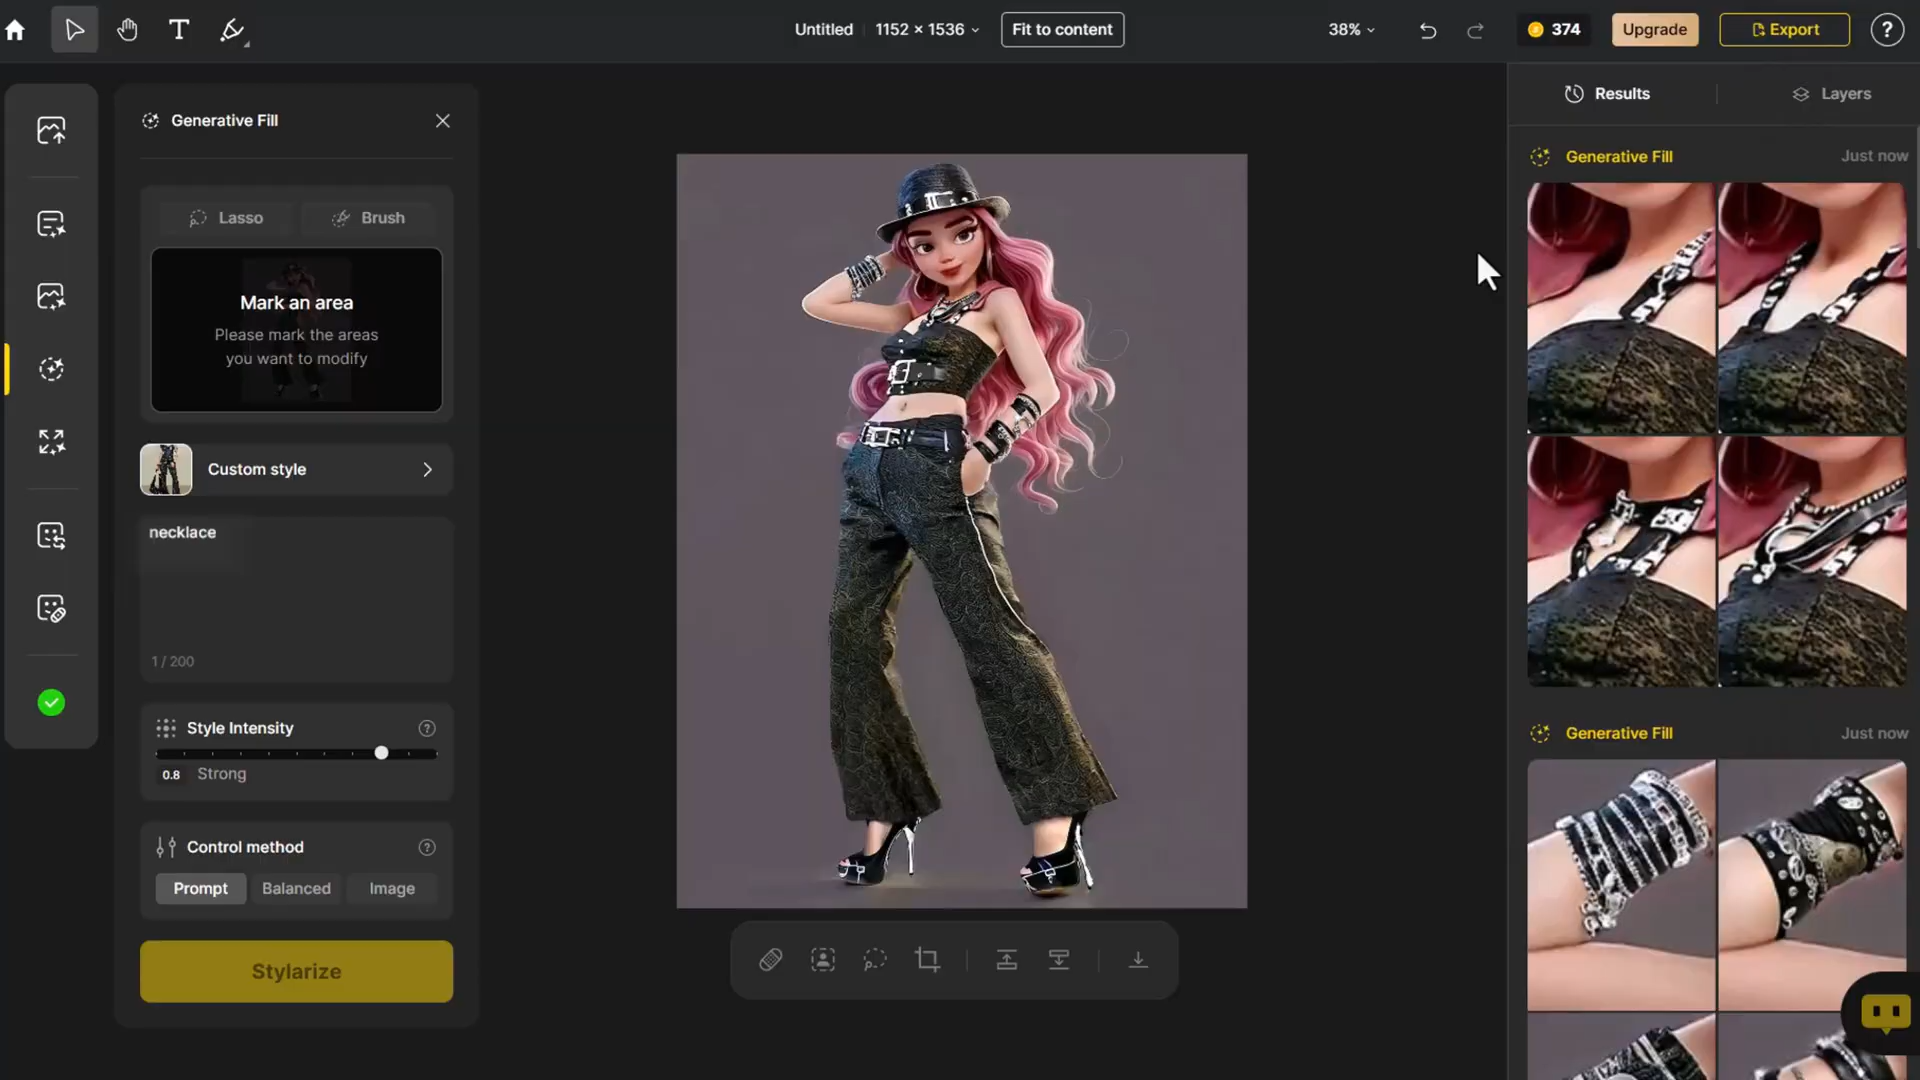 Untitled
1152 × 1536
Fit to content
38%
374
Upgrade
Export
?
Generative Fill
Lasso
Brush
Mark an area
Please mark the areas
you want to modify
Custom style
necklace
1 / 200
Style Intensity
?
0.8 Strong
Control method
?
Prompt
Balanced
Image
Stylarize
Results
Layers
Generative Fill
Just now
Generative Fill
Just now